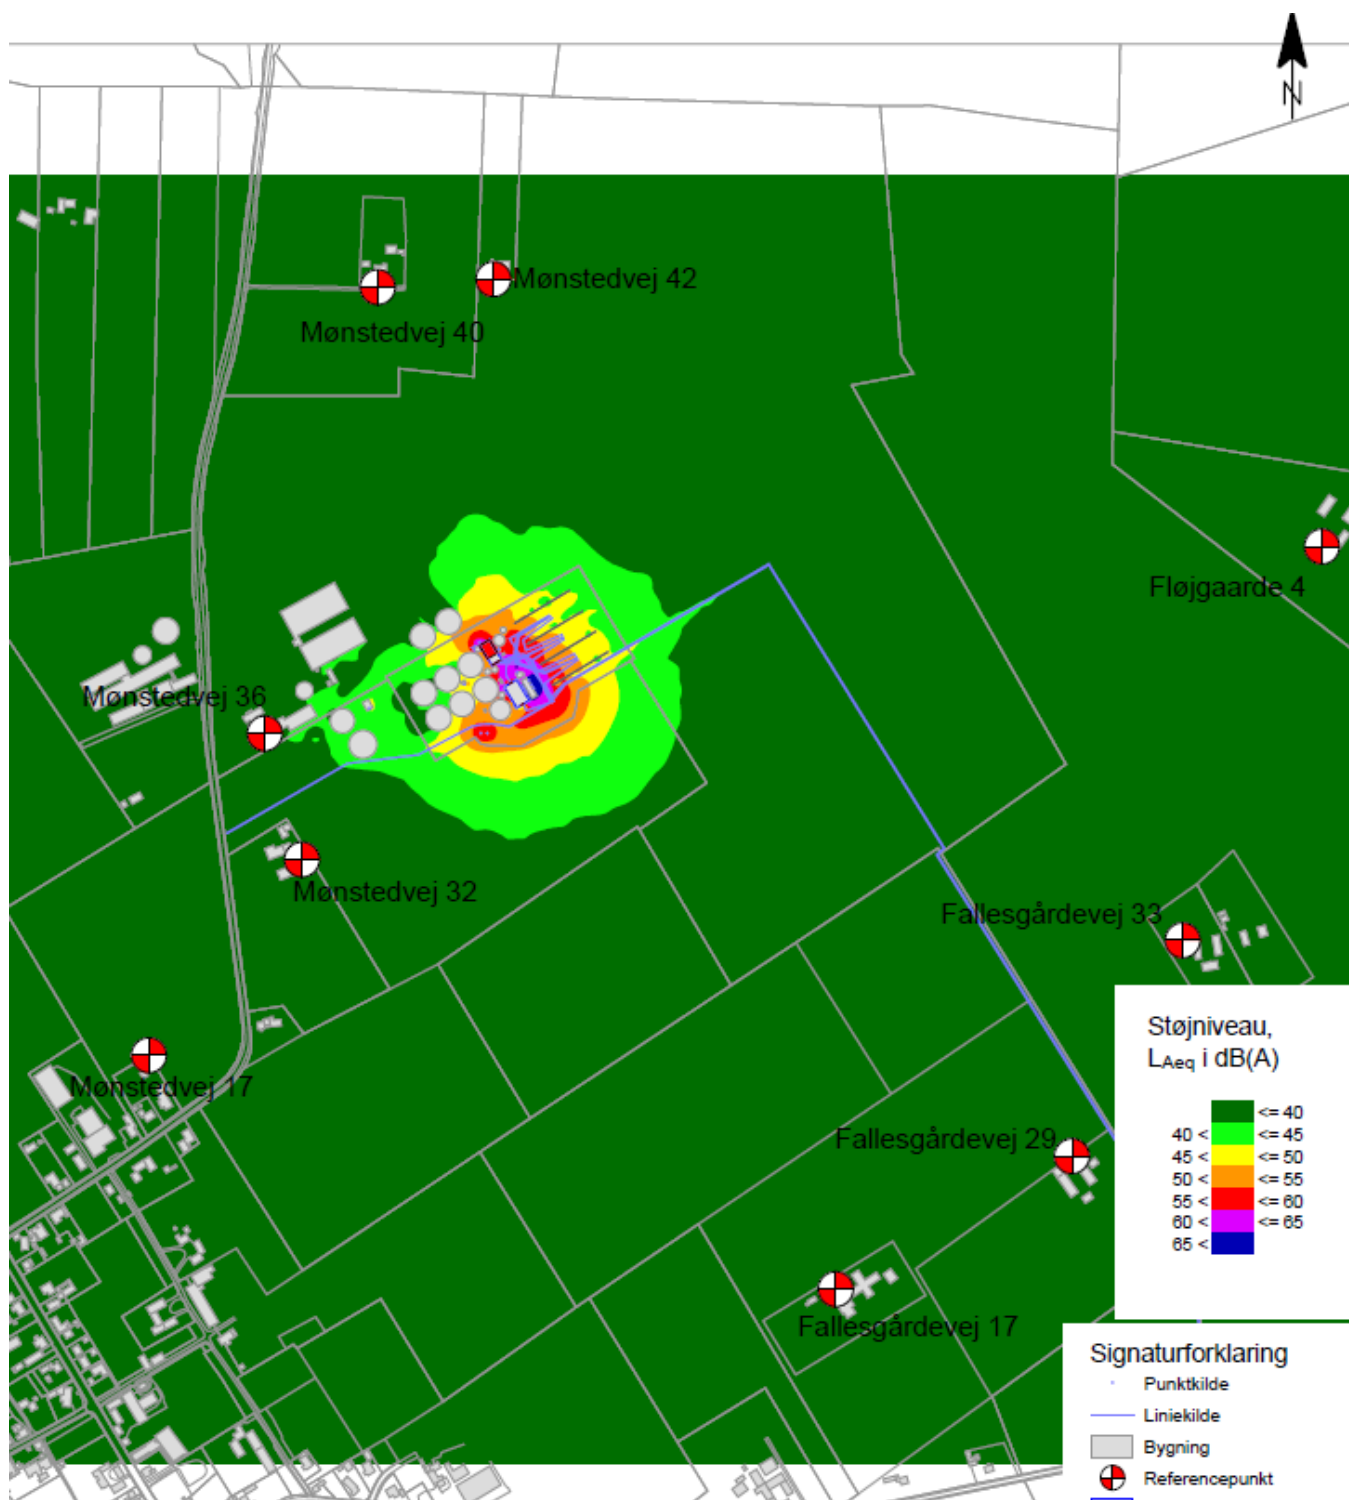 N
Mønstedvej 42
Mønstedvej 40
Fløjgaarde 4
Mønstedvej 36
Mønstedvej 32
Fallesgårdevej 33
Mønstedvej 17
Fallesgårdevej 29
Fallesgårdevej 17
Støjniveau,
LAeq i dB(A)
<= 40
40 < <= 45
45 < <= 50
50 < <= 55
55 < <= 60
60 < <= 65
65 <
Signaturforklaring
Punktkilde
Liniekilde
Bygning
Referencepunkt